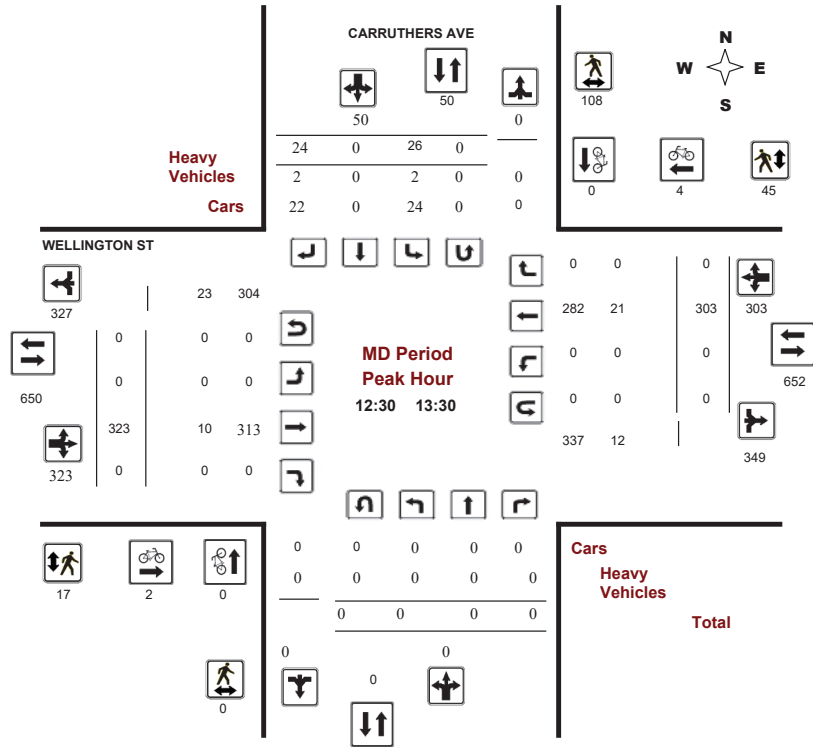 CARRUTHERS AVE
N
W E
S
50
108
50 0
24 0 26 0
Heavy
Vehicles
2 0 2 0 0
Cars
22 0 24 0 0
0 4 45
WELLINGTON ST
327
23 304
0 0 0
303
282 21 303
303
0 0 0
650
0 0 0
652
0 0 0
323 10 313
323
0 0 0
0 0 0
337 12
349
MD Period
Peak Hour
12:30 13:30
17 2 0
0 0 0 0 0
Cars
0 0 0 0 0
Heavy
Vehicles
0 0 0 0
Total
0 0
0
0